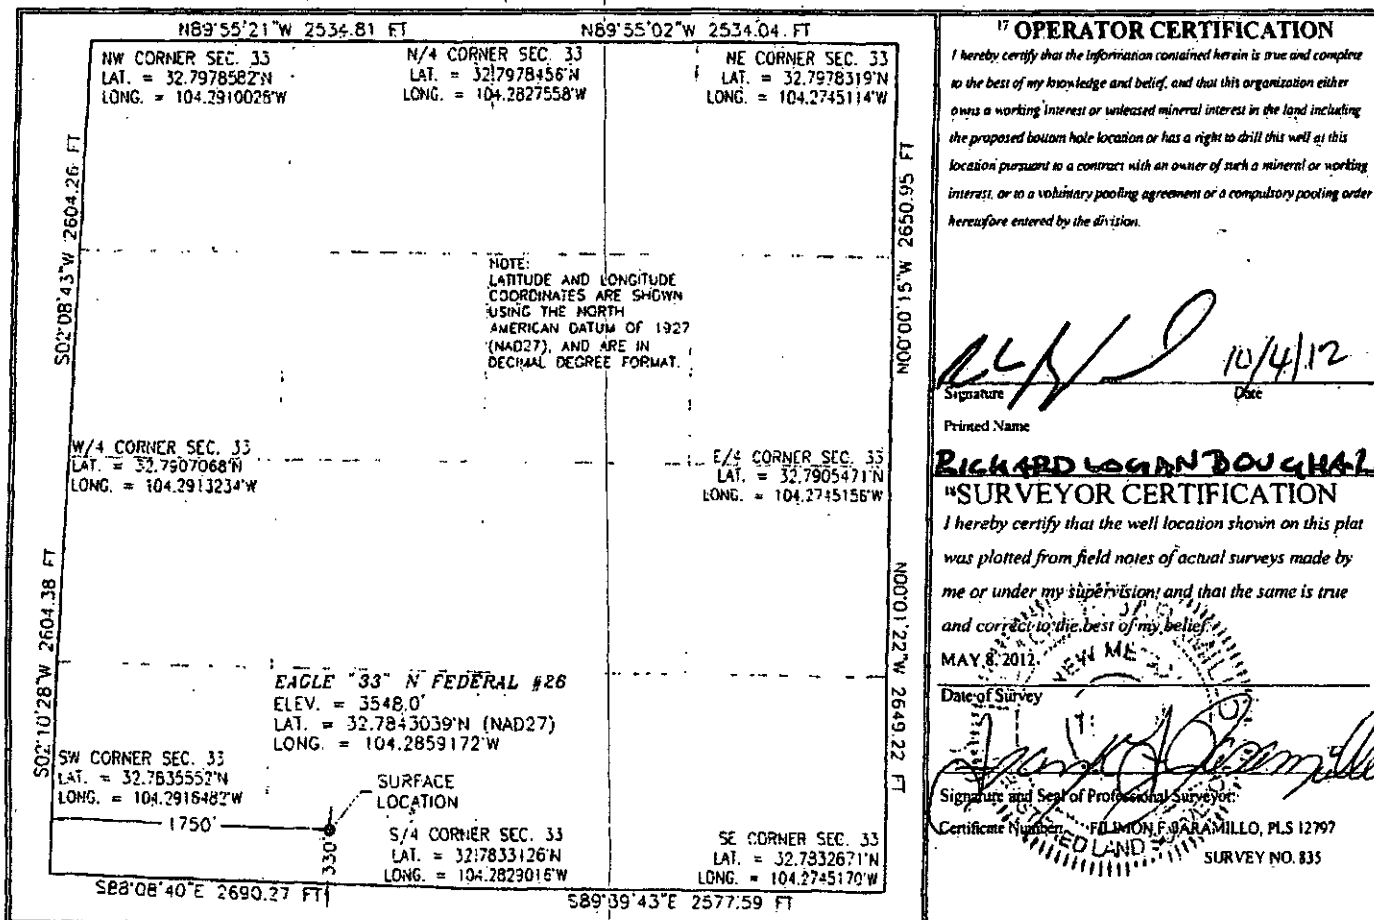 N89°55'21"W 2534.81 FT
N89°55'02"W 2534.04 FT
NW CORNER SEC. 33
LAT. = 32.7978582°N
LONG. = 104.2910026°W
N/4 CORNER SEC. 33
LAT. = 32.7978456°N
LONG. = 104.2827558°W
NE CORNER SEC. 33
LAT. = 32.7978319°N
LONG. = 104.2745114°W
S02°08'43"W 2604.26 FT
N00°00'15"W 2650.95 FT
NOTE:
LATITUDE AND LONGITUDE
COORDINATES ARE SHOWN
USING THE NORTH
AMERICAN DATUM OF 1927
(NAD27), AND ARE IN
DECIMAL DEGREE FORMAT.
W/4 CORNER SEC. 33
LAT. = 32.7907068°N
LONG. = 104.2913234°W
E/4 CORNER SEC. 33
LAT. = 32.7905471°N
LONG. = 104.2745156°W
S02°10'28"W 2604.38 FT
N00°01'22"W 2649.22 FT
EAGLE "33" N FEDERAL #26
ELEV. = 3548.0'
LAT. = 32.7843039°N (NAD27)
LONG. = 104.2859172°W
SW CORNER SEC. 33
LAT. = 32.7835552°N
LONG. = 104.2916482°W
SURFACE
LOCATION
1750'
330'
S/4 CORNER SEC. 33
LAT. = 32.7833126°N
LONG. = 104.2829016°W
SE CORNER SEC. 33
LAT. = 32.7832671°N
LONG. = 104.2745170°W
S88°08'40"E 2690.27 FT
S89°39'43"E 2577.59 FT
17 OPERATOR CERTIFICATION
I hereby certify that the information contained herein is true and complete
to the best of my knowledge and belief, and that this organization either
owns a working interest or unleased mineral interest in the land including
the proposed bottom hole location or has a right to drill this well at this
location pursuant to a contract with an owner of such a mineral or working
interest, or to a voluntary pooling agreement or a compulsory pooling order
heretofore entered by the division.
10/4/12
Signature Date
Printed Name
RICHARD LOGAN
18 SURVEYOR CERTIFICATION
I hereby certify that the well location shown on this plat
was plotted from field notes of actual surveys made by
me or under my supervision, and that the same is true
and correct to the best of my belief.
MAY 8, 2012
Date of Survey
Signature and Seal of Professional Surveyor:
Certificate Number: FILIMON F. JARAMILLO, PLS 12797
SURVEY NO. 835